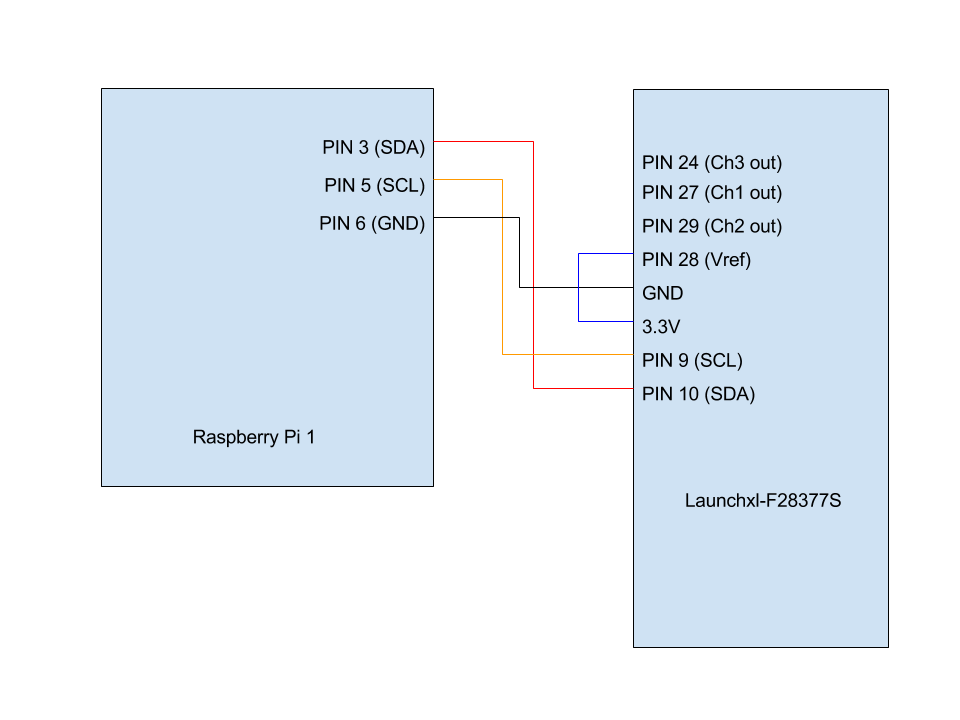 PIN 3 (SDA)
PIN 5 (SCL)
PIN 6 (GND)
Raspberry Pi 1
PIN 24 (Ch3 out)
PIN 27 (Ch1 out)
PIN 29 (Ch2 out)
PIN 28 (Vref)
GND
3.3V
PIN 9 (SCL)
PIN 10 (SDA)
Launchxl-F28377S